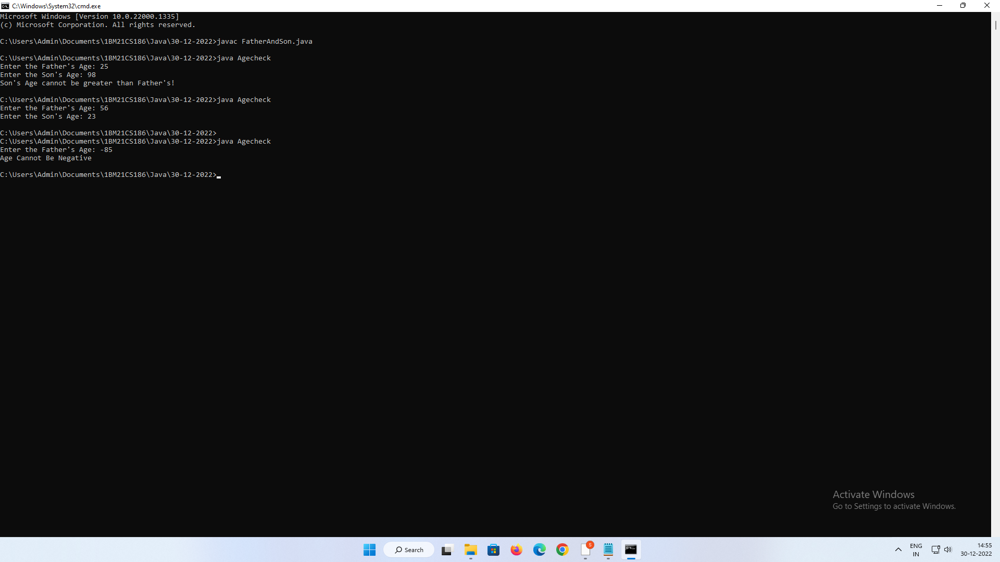 C:\Windows\System32\cmd.exe
Microsoft Windows [Version 10.0.22000.1335]
(c) Microsoft Corporation. All rights reserved.
C:\Users\Admin\Documents\1BM21CS186\Java\30-12-2022>javac FatherAndSon.java
C:\Users\Admin\Documents\1BM21CS186\Java\30-12-2022>java Agecheck
Enter the Father's Age: 25
Enter the Son's Age: 98
Son's Age cannot be greater than Father's!
C:\Users\Admin\Documents\1BM21CS186\Java\30-12-2022>java Agecheck
Enter the Father's Age: 56
Enter the Son's Age: 23
C:\Users\Admin\Documents\1BM21CS186\Java\30-12-2022>
C:\Users\Admin\Documents\1BM21CS186\Java\30-12-2022>java Agecheck
Enter the Father's Age: -85
Age Cannot Be Negative
C:\Users\Admin\Documents\1BM21CS186\Java\30-12-2022>
Activate Windows
Go to Settings to activate Windows.
Search
S
ENG
IN
14:55
30-12-2022